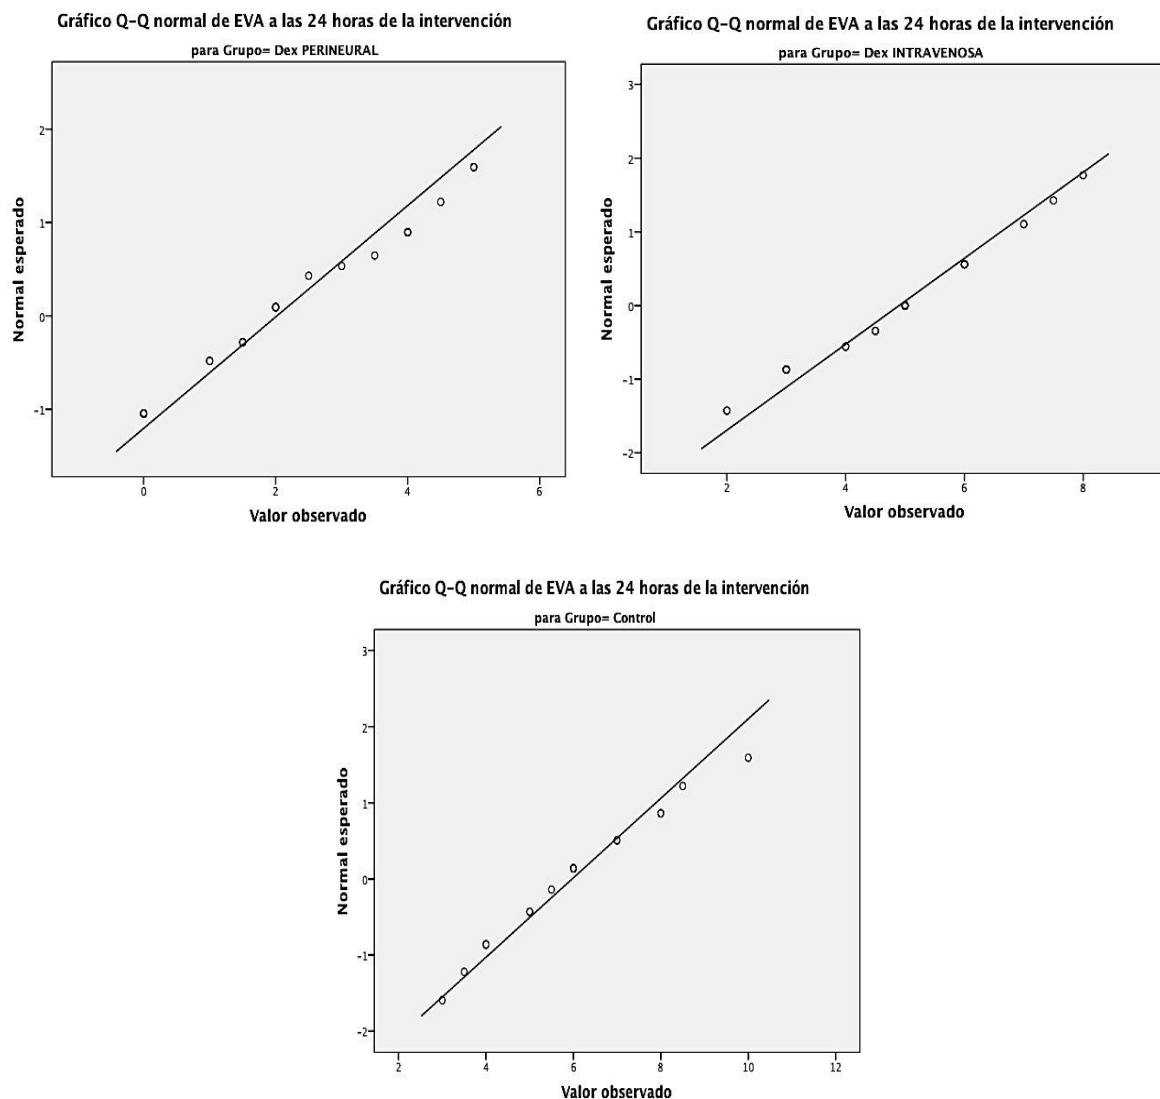 Gráfico Q-Q normal de EVA a las 24 horas de la intervención
para Grupo= Dex PERINEURAL
2
1
0
-1
Normal esperado
0 2 4 6
Valor observado
Gráfico Q-Q normal de EVA a las 24 horas de la intervención
para Grupo= Dex INTRAVENOSA
3
2
1
0
-1
-2
Normal esperado
2 4 6 8
Valor observado
Gráfico Q-Q normal de EVA a las 24 horas de la intervención
para Grupo= Control
3
2
1
0
-1
-2
Normal esperado
2 4 6 8 10 12
Valor observado